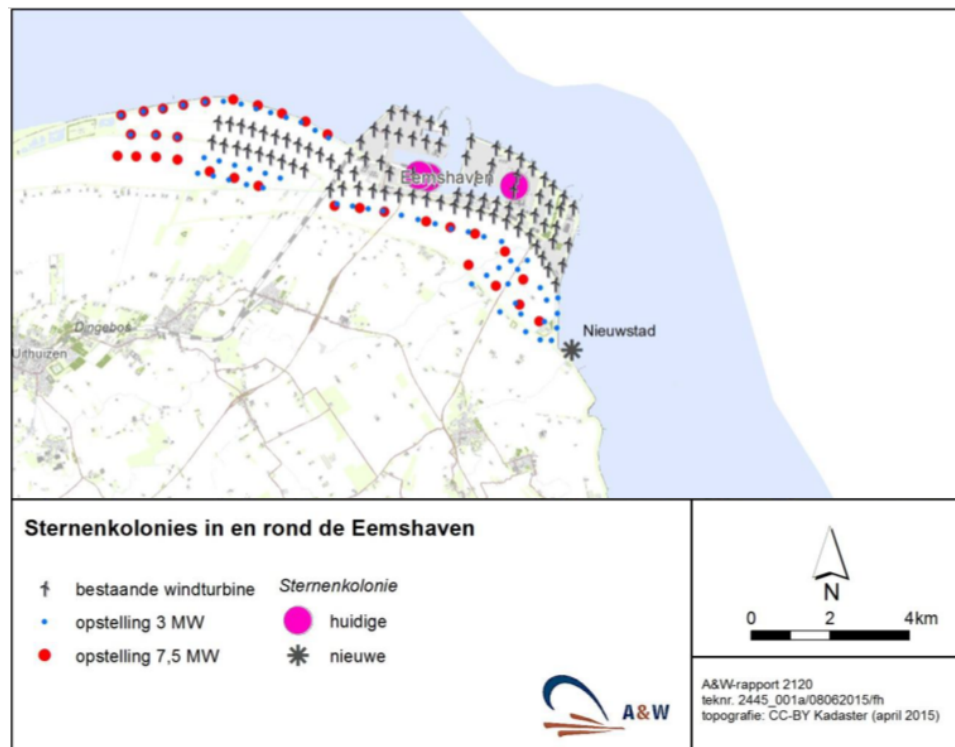 Eemshaven
Nieuwstad
Dingebos
Uithuizen
Sternenkolonies in en rond de Eemshaven
bestaande windturbine
opstelling 3 MW
opstelling 7,5 MW
Sternenkolonie
huidige
nieuwe
A&W
N
0 2 4km
A&W-rapport 2120
teknr. 2445_001a/08062015/fh
topografie: CC-BY Kadaster (april 2015)